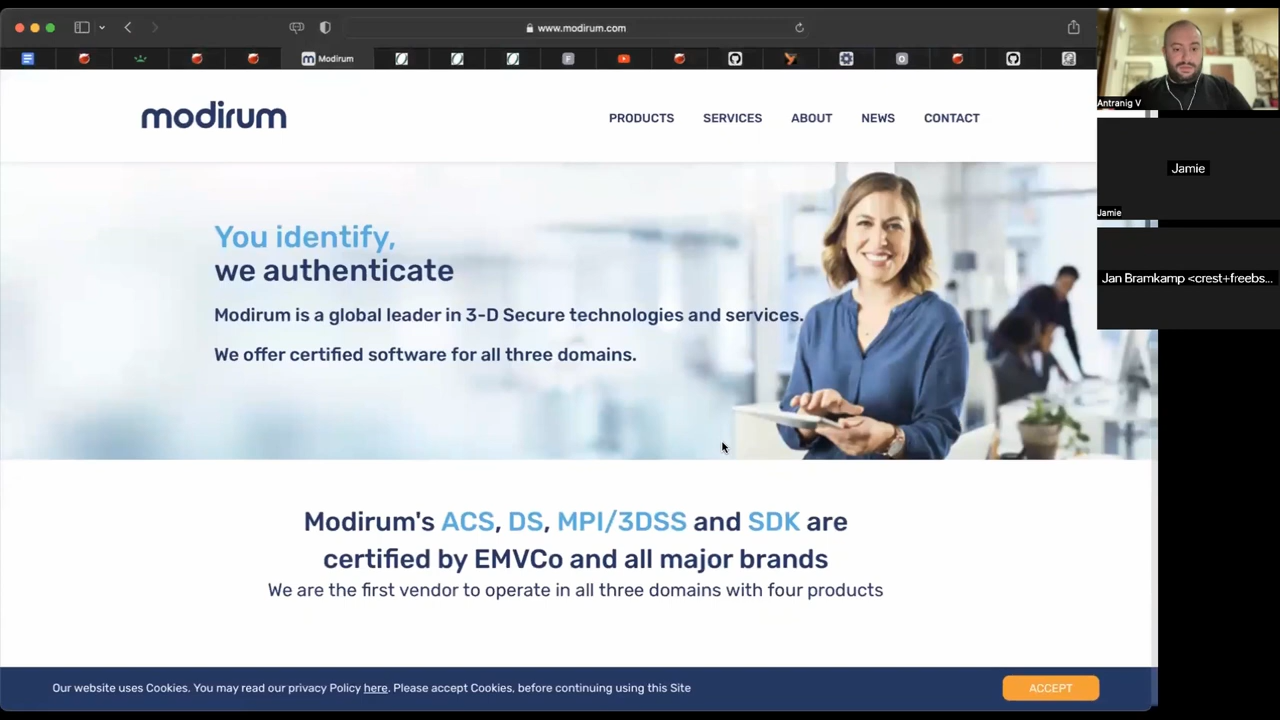 www.modirum.com
Modirum
modirum
PRODUCTS
SERVICES
ABOUT
NEWS
CONTACT
You identify,
we authenticate
Modirum is a global leader in 3-D Secure technologies and services.
We offer certified software for all three domains.
Modirum's ACS, DS, MPI/3DSS and SDK are
certified by EMVCo and all major brands
We are the first vendor to operate in all three domains with four products
Our website uses Cookies. You may read our privacy Policy here. Please accept Cookies, before continuing using this Site
ACCEPT
Antranig V
Jamie
Jamie
Jan Bramkamp <crest+freebs...